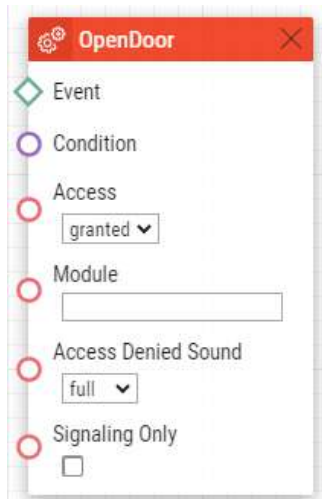 OpenDoor
Event
Condition
Access
granted
Module
Access Denied Sound
full
Signaling Only